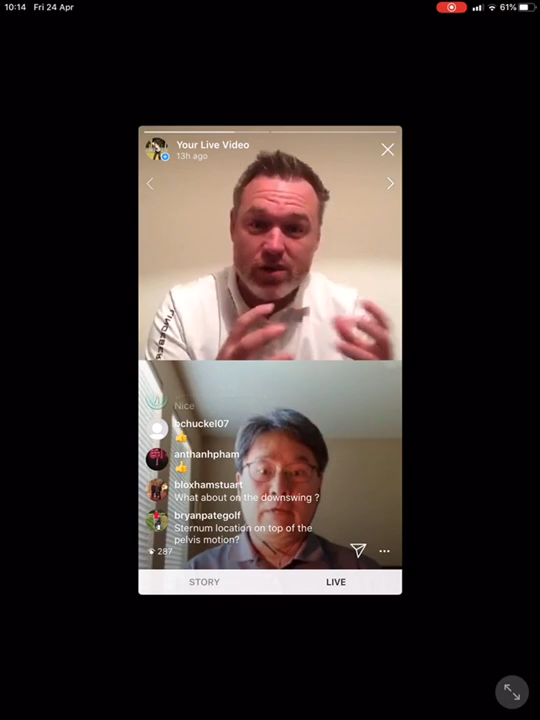 10:14 Fri 24 Apr
61%
Your Live Video
13h ago
Nice
bchuckel07
👍
anthanhpham
👍
bloxhamstuart
What about on the downswing ?
bryanpategolf
Sternum location on top of the
pelvis motion?
287
STORY
LIVE